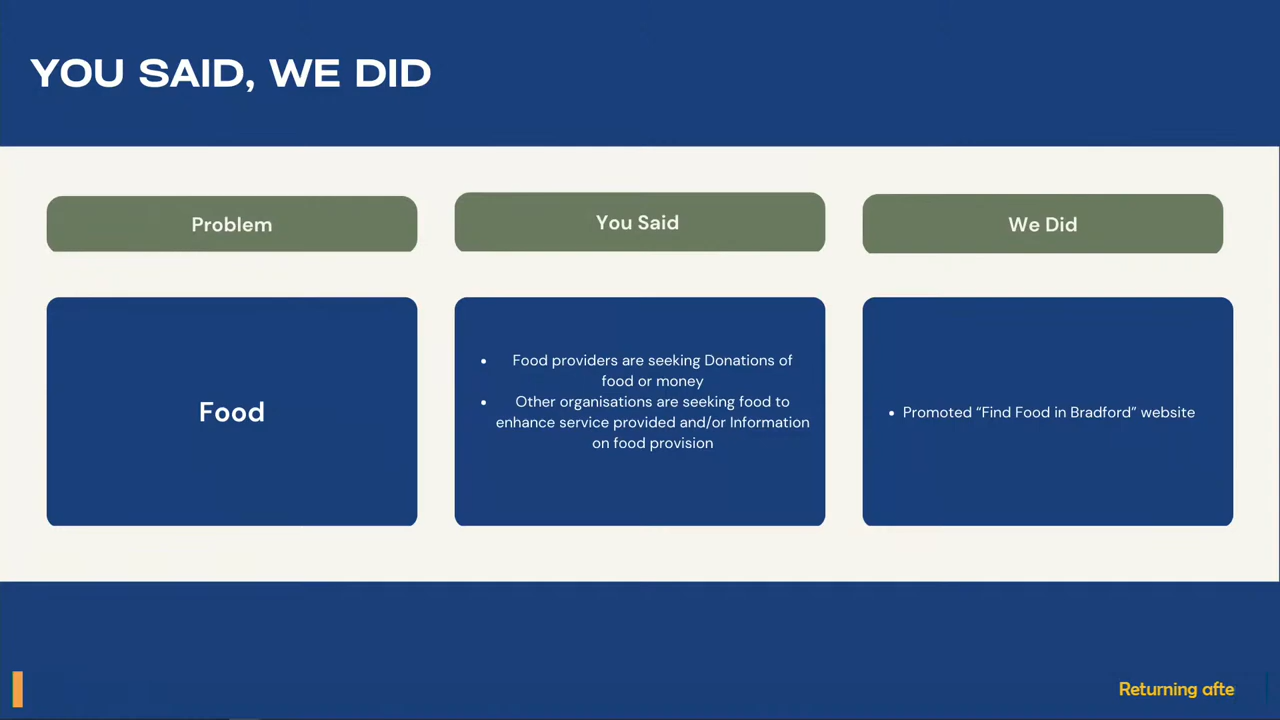 YOU SAID, WE DID
Problem
You Said
We Did
Food
• Food providers are seeking Donations of
food or money
• Other organisations are seeking food to
enhance service provided and/or Information
on food provision
• Promoted “Find Food in Bradford” website
Returning afte